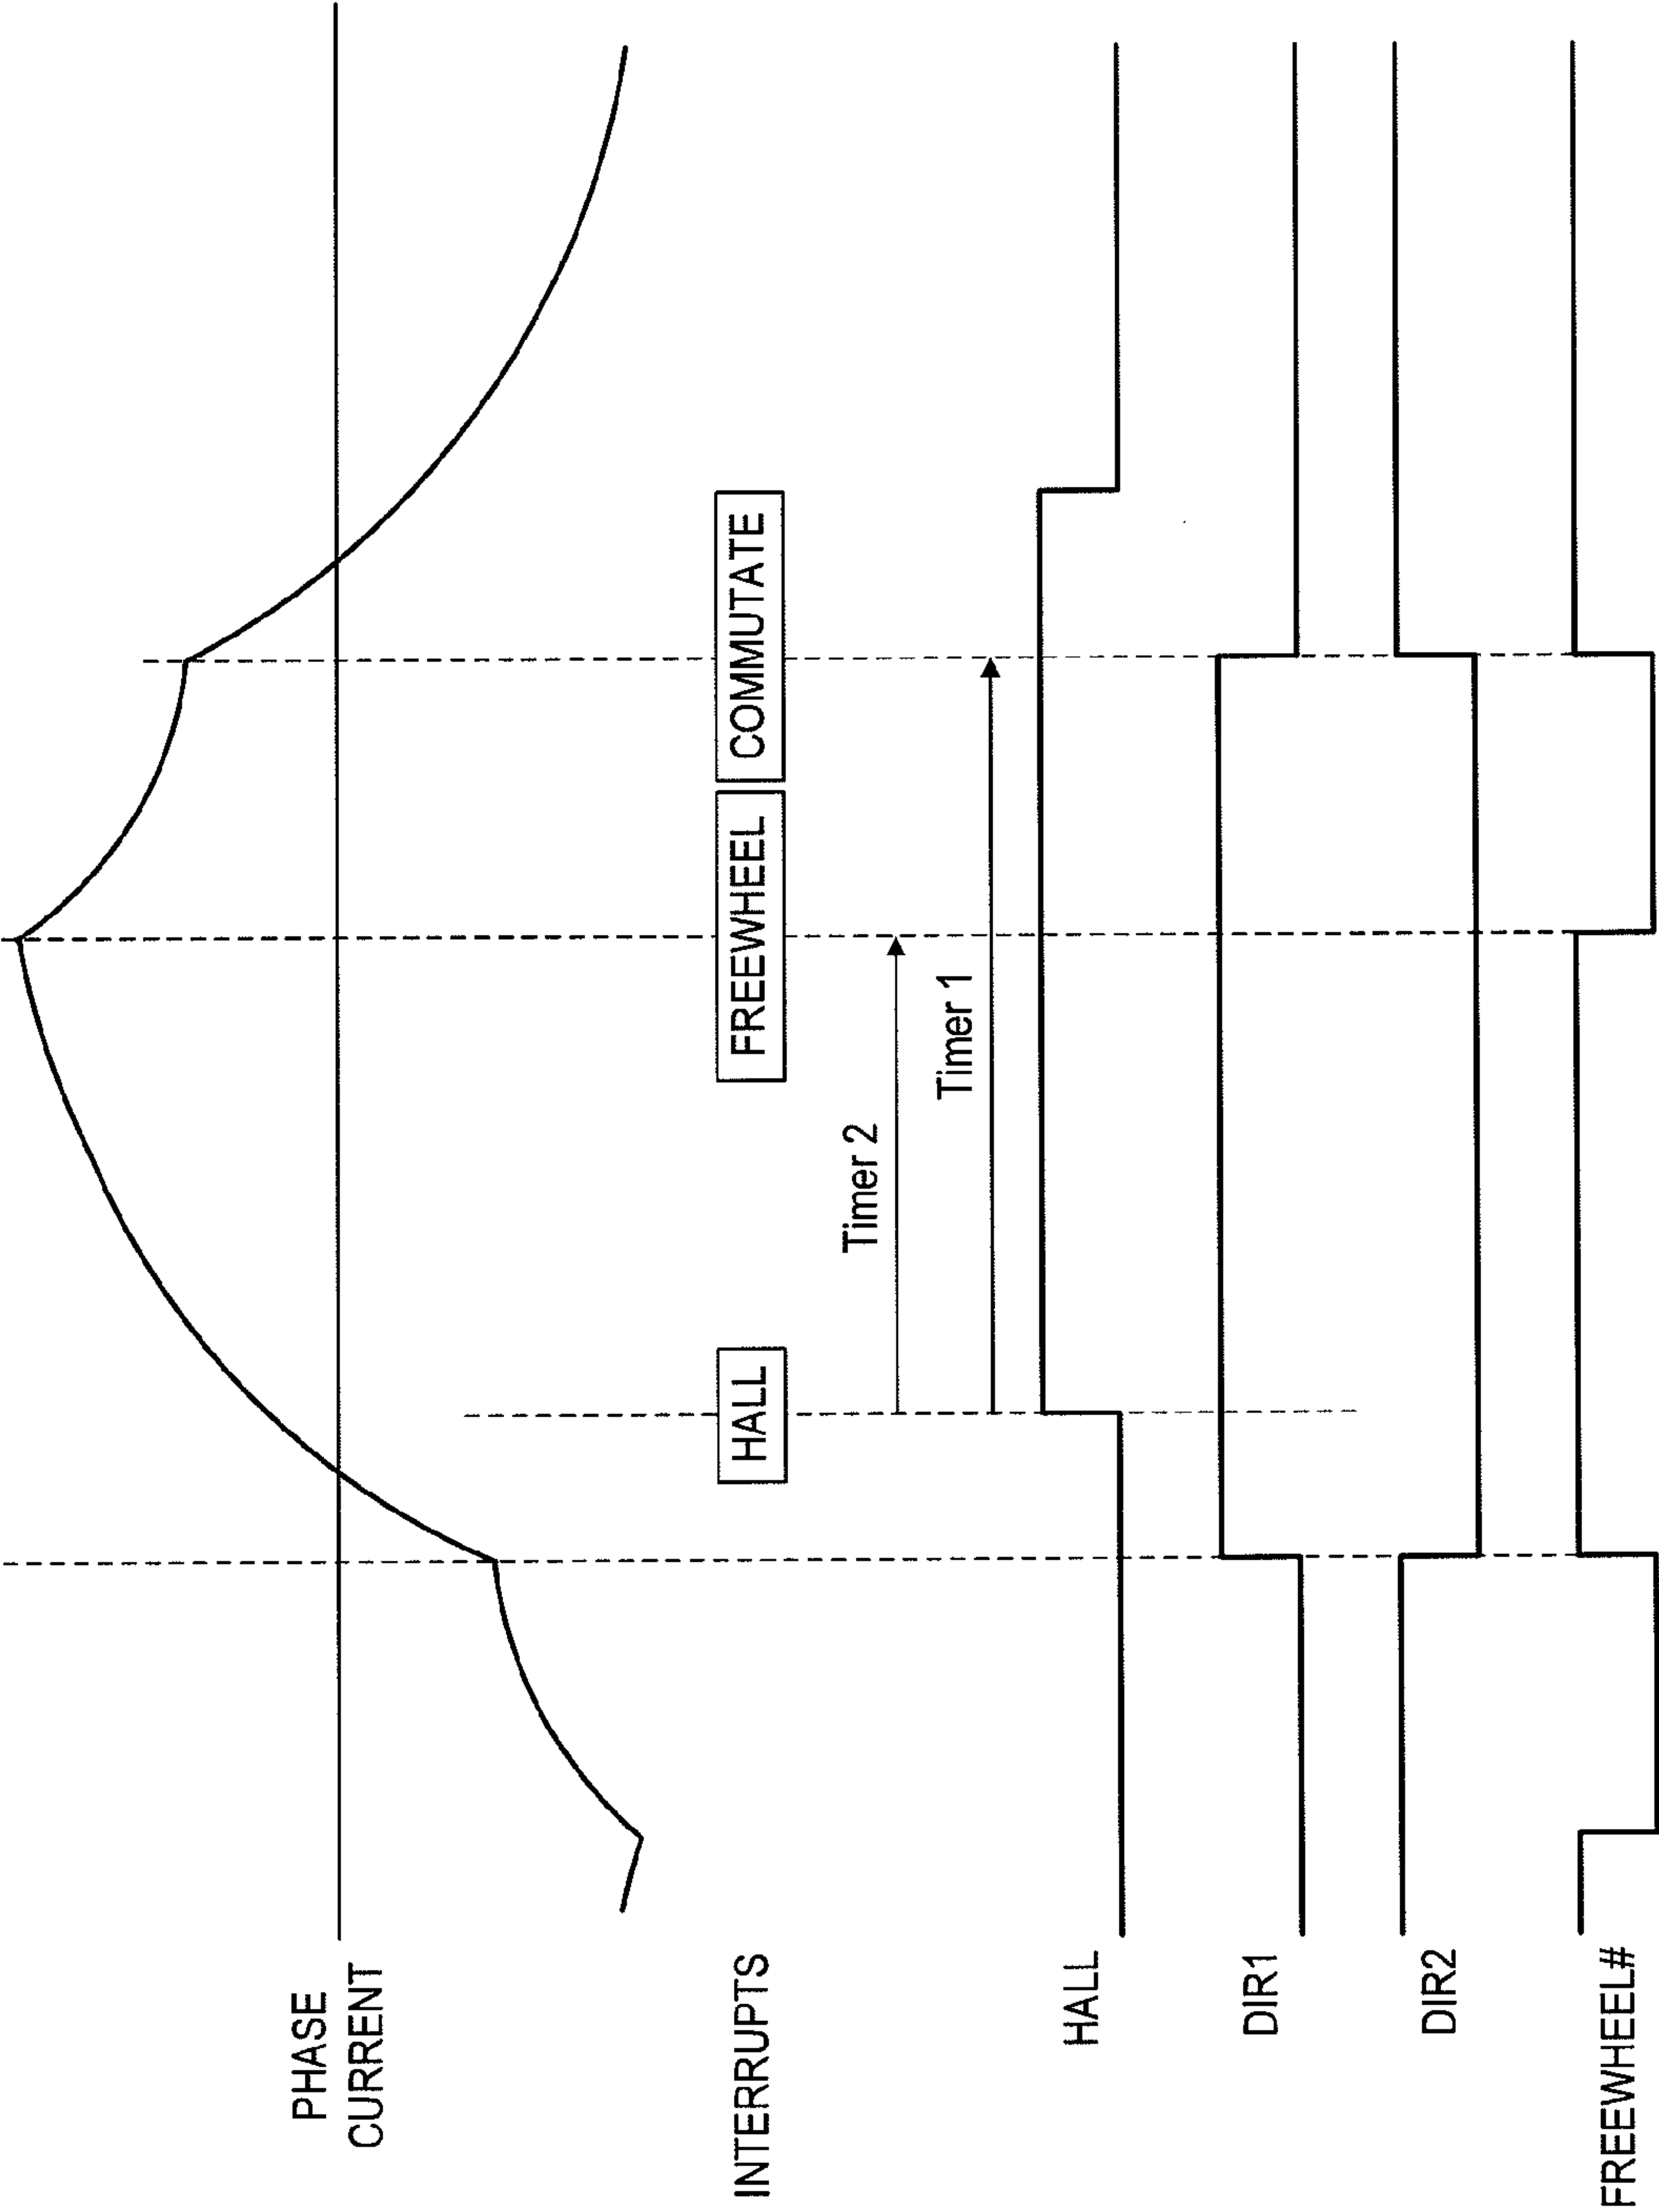 PHASE
CURRENT
INTERRUPTS
HALL
FREEWHEEL
COMMUTATE
Timer 2
Timer 1
HALL
DIR1
DIR2
FREEWHEEL#